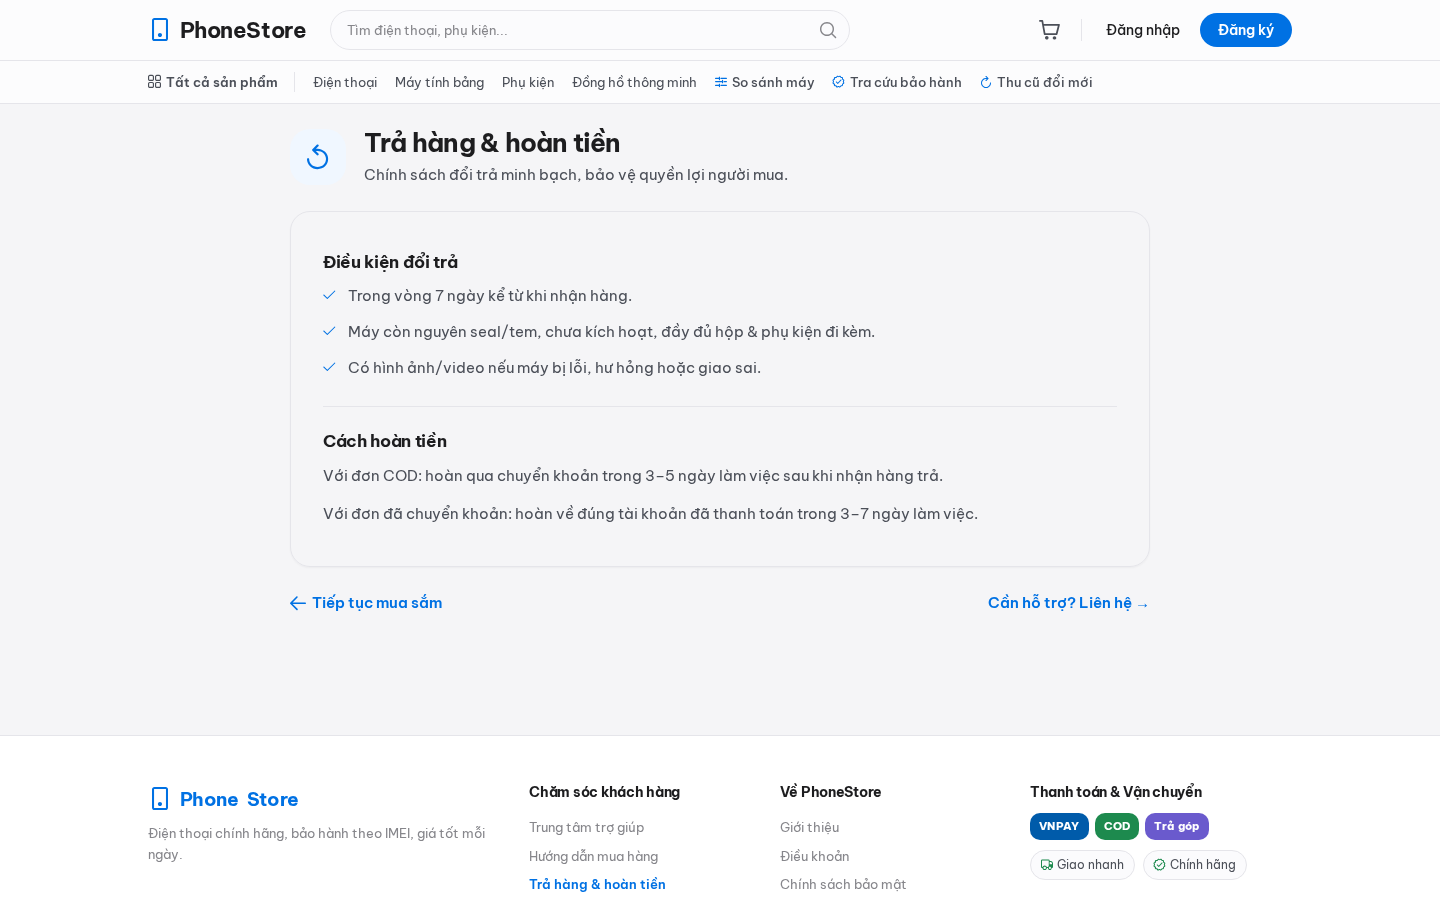 PhoneStore
Tìm điện thoại, phụ kiện...
Đăng nhập
Đăng ký
Tất cả sản phẩm
Điện thoại
Máy tính bảng
Phụ kiện
Đồng hồ thông minh
So sánh máy
Tra cứu bảo hành
Thu cũ đổi mới
Trả hàng & hoàn tiền
Chính sách đổi trả minh bạch, bảo vệ quyền lợi người mua.
Điều kiện đổi trả
Trong vòng 7 ngày kể từ khi nhận hàng.
Máy còn nguyên seal/tem, chưa kích hoạt, đầy đủ hộp & phụ kiện đi kèm.
Có hình ảnh/video nếu máy bị lỗi, hư hỏng hoặc giao sai.
Cách hoàn tiền
Với đơn COD: hoàn qua chuyển khoản trong 3–5 ngày làm việc sau khi nhận hàng trả.
Với đơn đã chuyển khoản: hoàn về đúng tài khoản đã thanh toán trong 3–7 ngày làm việc.
Tiếp tục mua sắm
Cần hỗ trợ? Liên hệ →
Phone Store
Điện thoại chính hãng, bảo hành theo IMEI, giá tốt mỗi
ngày.
Chăm sóc khách hàng
Trung tâm trợ giúp
Hướng dẫn mua hàng
Trả hàng & hoàn tiền
Về PhoneStore
Giới thiệu
Điều khoản
Chính sách bảo mật
Thanh toán & Vận chuyển
VNPAY
COD
Trả góp
Giao nhanh
Chính hãng